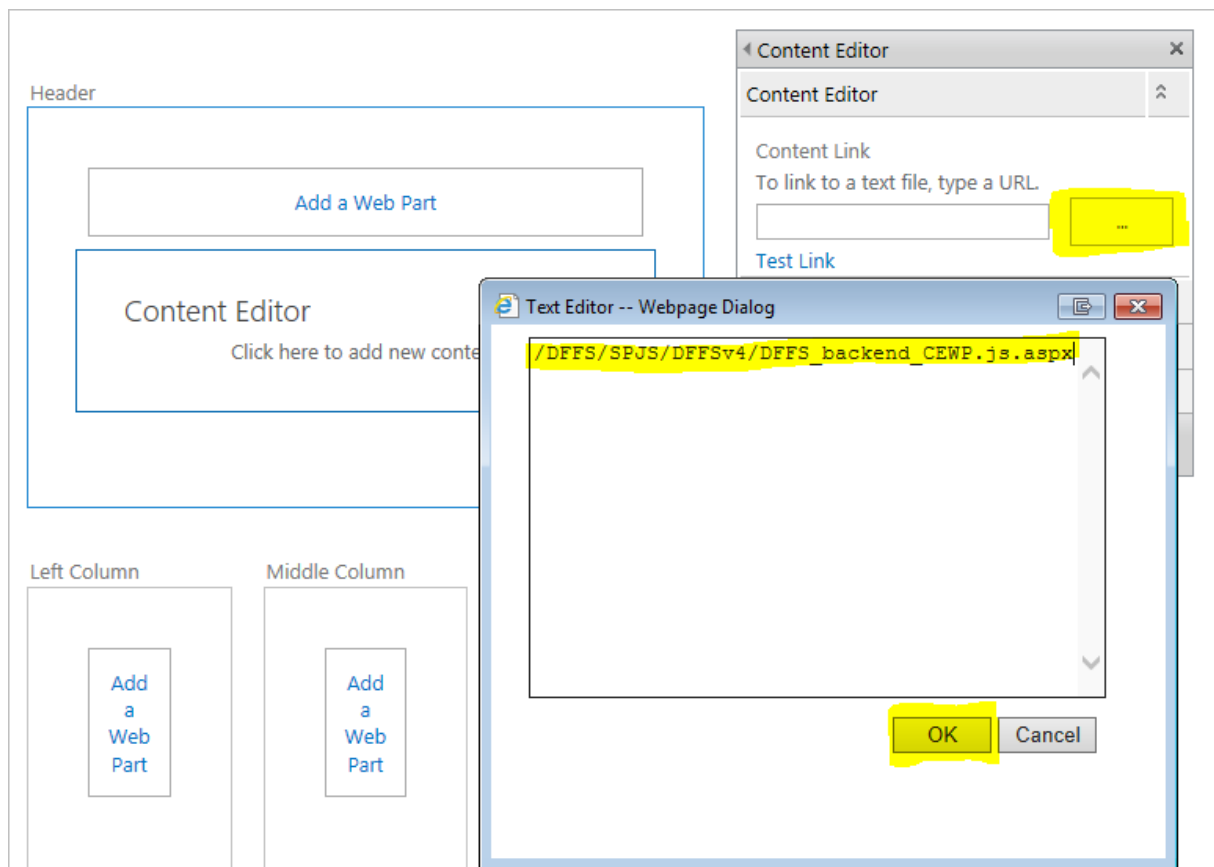 Header
Add a Web Part
Content Editor
Click here to add new conte
Content Editor
Content Editor
Content Link
To link to a text file, type a URL.
...
Test Link
Text Editor -- Webpage Dialog
/DFFS/SPJS/DFFSv4/DFFS_backend_CEWP.js.aspx
OK
Cancel
Left Column
Middle Column
Add
a
Web
Part
Add
a
Web
Part